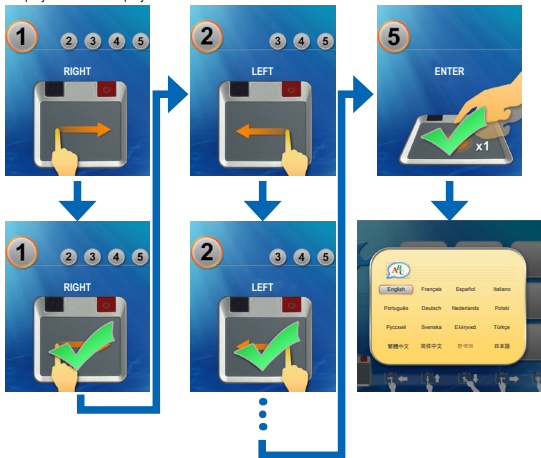 1 2 3 4 5
RIGHT
2 3 4 5
LEFT
5
ENTER
x1
1 2 3 4 5
RIGHT
2 3 4 5
LEFT
ABC
English Français Español Italiano
Português Deutsch Nederlands Polski
Русский Svenska Ελληνικά Türkçe
繁體中文 简体中文 한국어 日本語